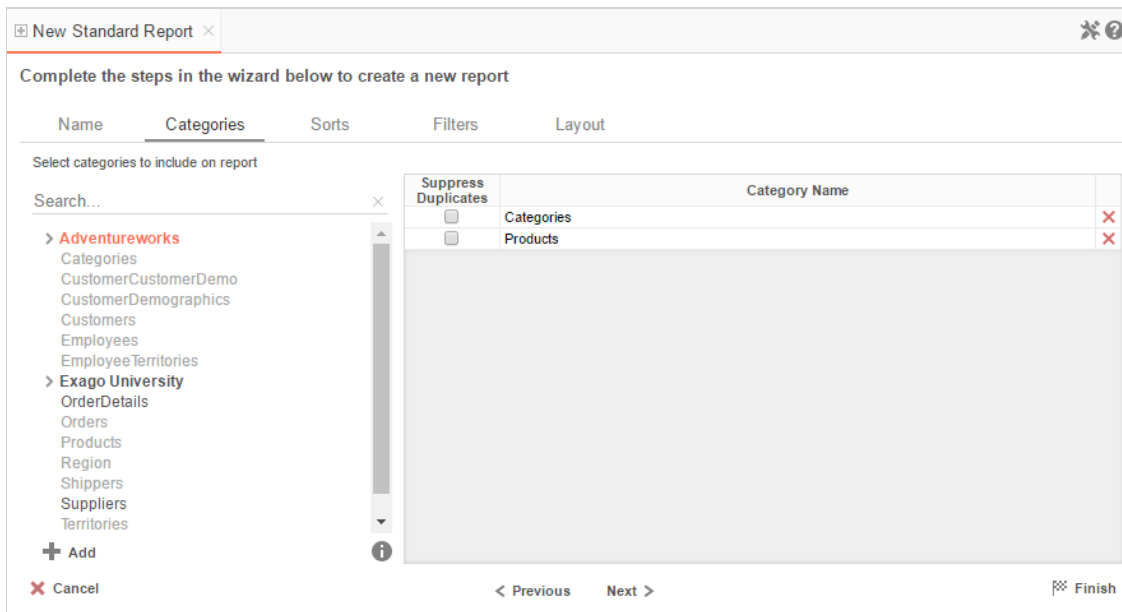 New Standard Report
Complete the steps in the wizard below to create a new report
Name Categories Sorts Filters Layout
Select categories to include on report
Search...
Adventureworks
Categories
CustomerCustomerDemo
CustomerDemographics
Customers
Employees
EmployeeTerritories
Exago University
OrderDetails
Orders
Products
Region
Shippers
Suppliers
Territories
Add
Suppress Duplicates Category Name
Categories
Products
Cancel
< Previous Next >
Finish